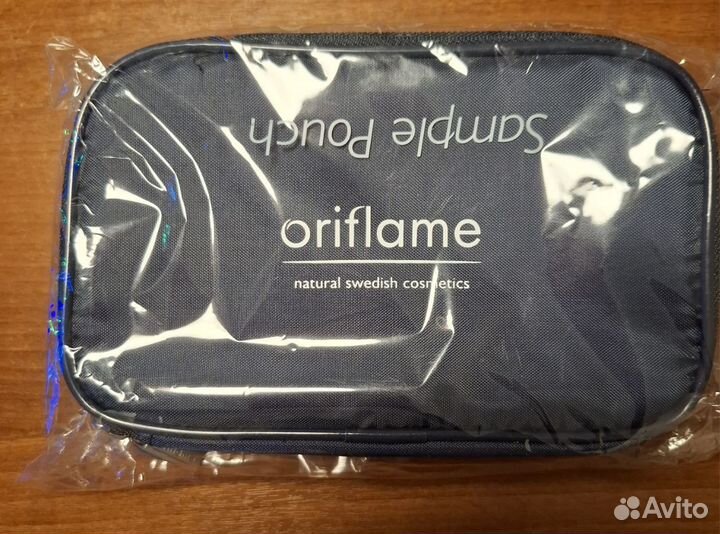 Sample Pouch
oriflame
natural swedish cosmetics
Avito